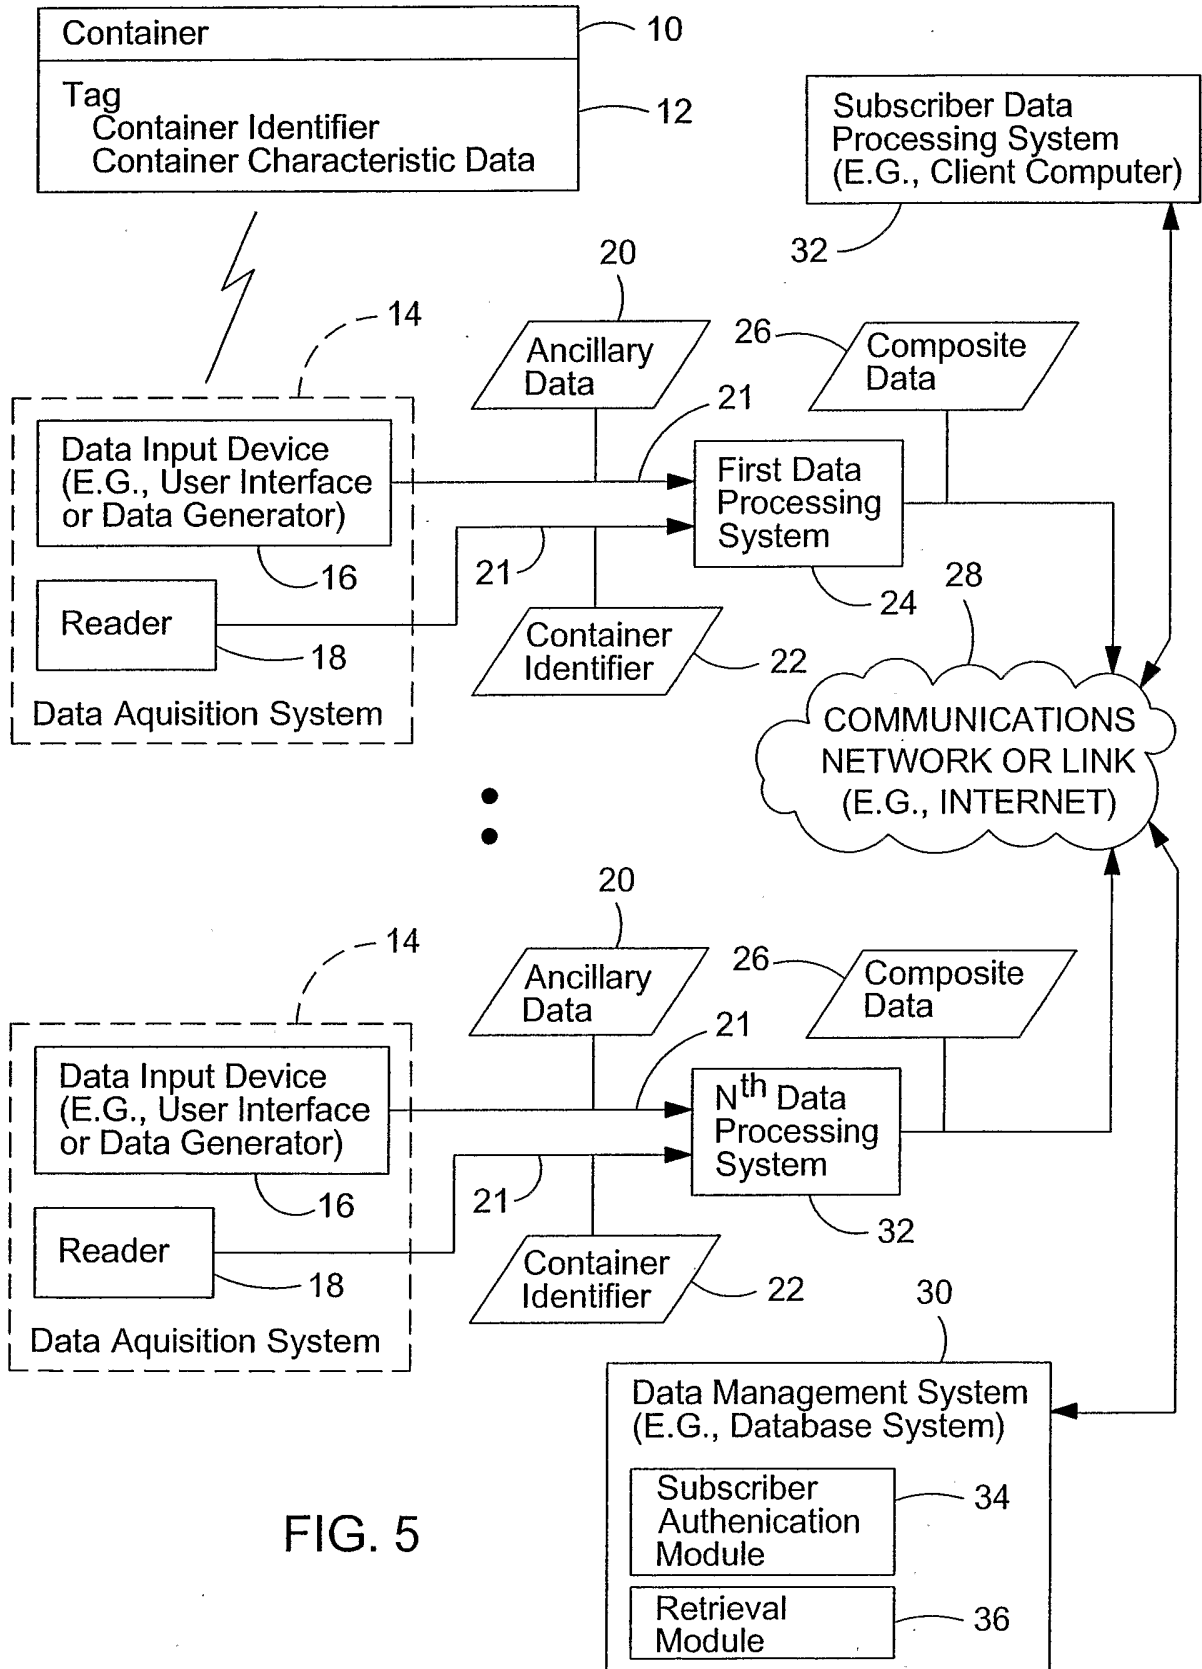 Container
10
Tag
Container Identifier
Container Characteristic Data
12
Subscriber Data
Processing System
(E.G., Client Computer)
32
14
20
Ancillary
Data
21
26
Composite
Data
Data Input Device
(E.G., User Interface
or Data Generator)
16
Reader
18
Data Aquisition System
21
First Data
Processing
System
24
Container
Identifier
22
28
COMMUNICATIONS
NETWORK OR LINK
(E.G., INTERNET)
14
20
Ancillary
Data
21
26
Composite
Data
Data Input Device
(E.G., User Interface
or Data Generator)
16
Reader
18
Data Aquisition System
21
Nth Data
Processing
System
32
Container
Identifier
22
30
Data Management System
(E.G., Database System)
Subscriber
Authenication
Module
34
Retrieval
Module
36
FIG. 5